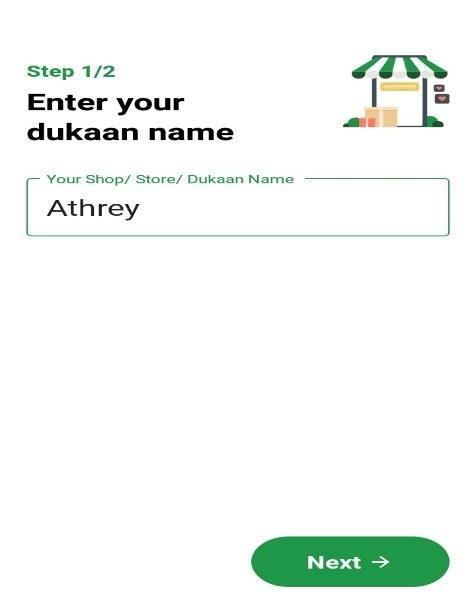 Step 1/2
Enter your
dukaan name
Your Shop/ Store/ Dukaan Name
Athrey
Next →